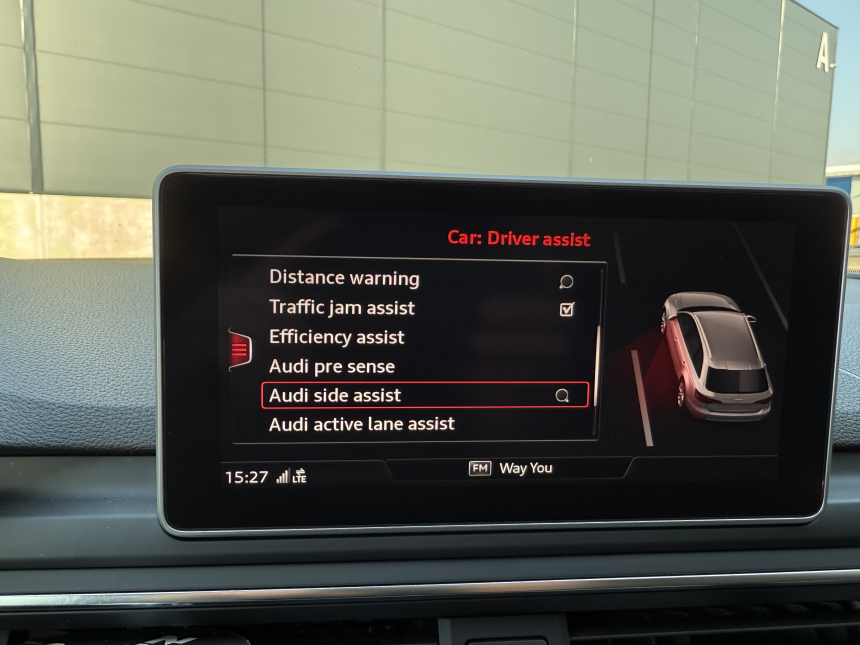 A
Car: Driver assist
Distance warning
Traffic jam assist
Efficiency assist
Audi pre sense
Audi side assist
Audi active lane assist
15:27 LTE
FM Way You